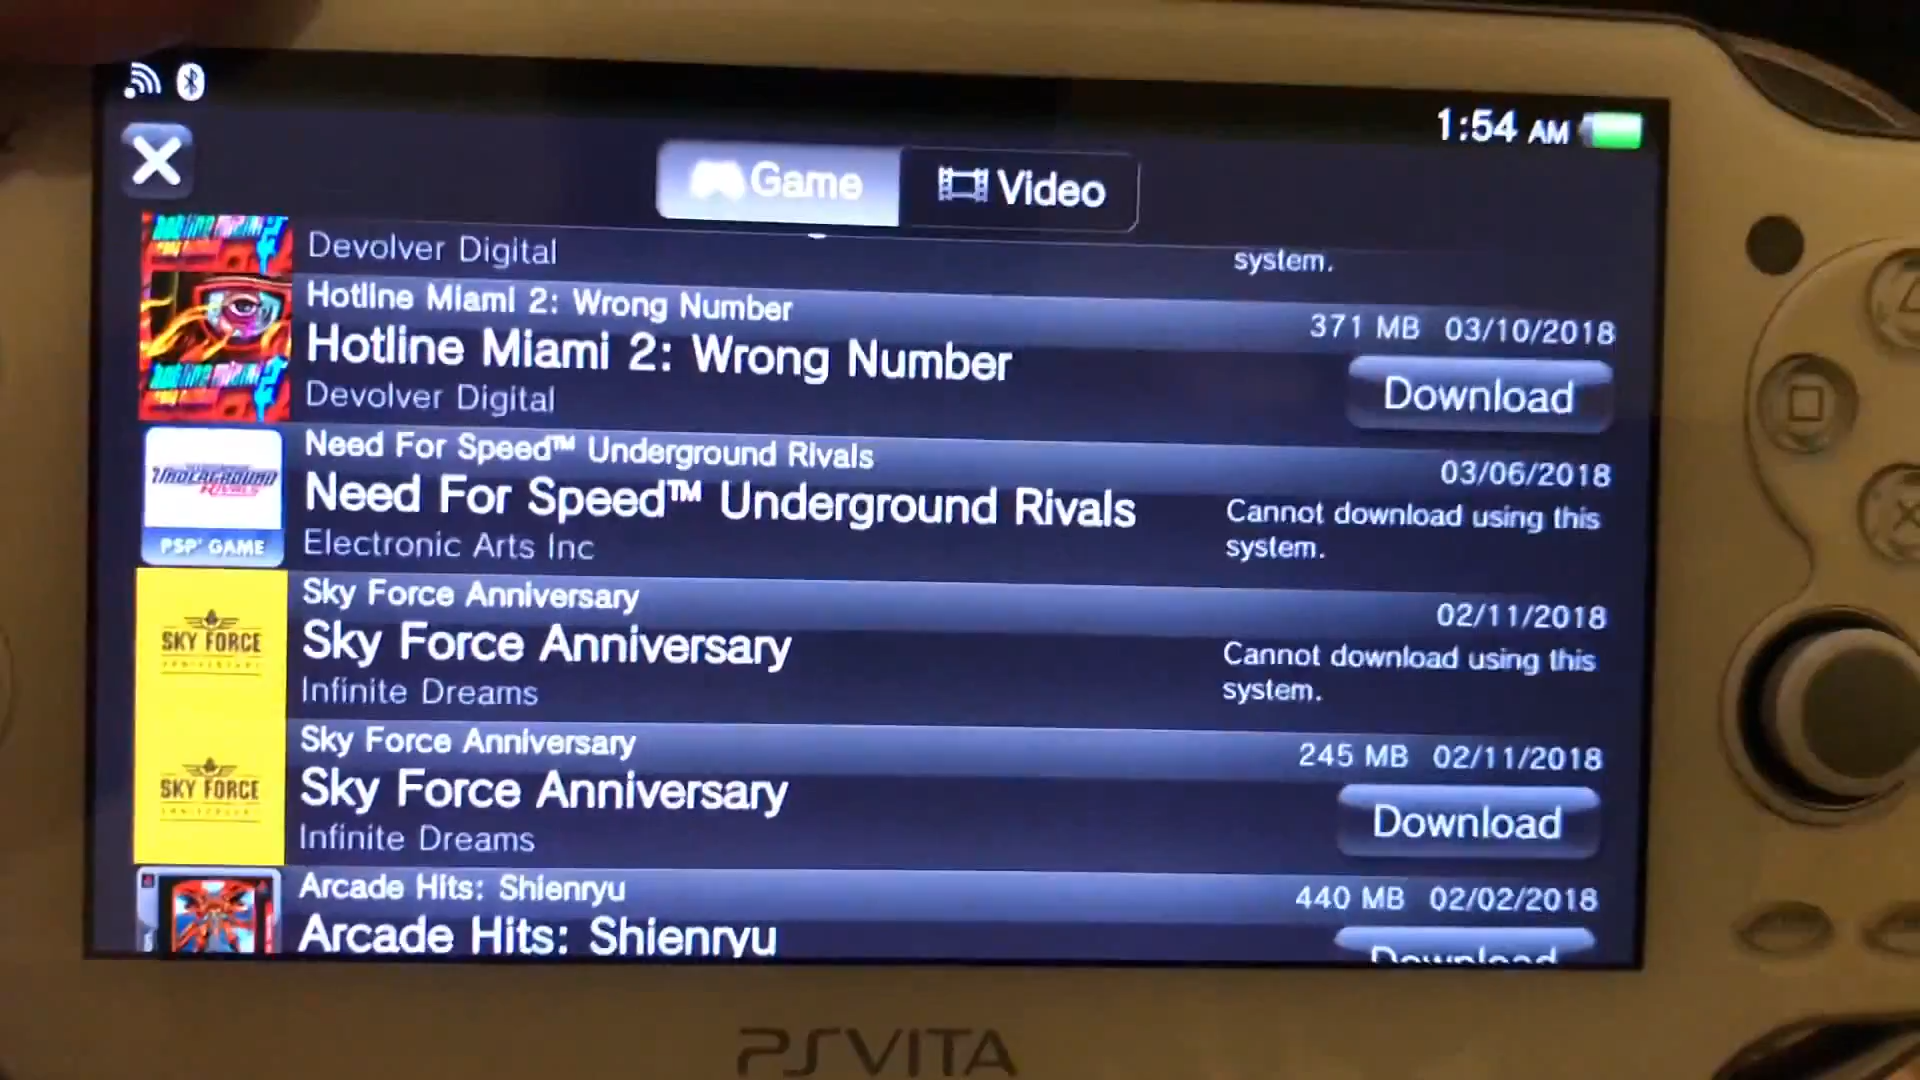 1:54 AM
Game
Video
Devolver Digital
system.
Hotline Miami 2: Wrong Number
371 MB 03/10/2018
Hotline Miami 2: Wrong Number
Download
Devolver Digital
Need For Speed™ Underground Rivals
03/06/2018
Need For Speed™ Underground Rivals
Cannot download using this
system.
Electronic Arts Inc
UNDERGROUND
RIVALS
PSP® GAME
Sky Force Anniversary
02/11/2018
Sky Force Anniversary
Cannot download using this
system.
Infinite Dreams
SKY FORCE
ANNIVERSARY
Sky Force Anniversary
245 MB 02/11/2018
Sky Force Anniversary
Download
Infinite Dreams
SKY FORCE
ANNIVERSARY
Arcade Hits: Shienryu
440 MB 02/02/2018
Arcade Hits: Shienryu
Download
PSVITA